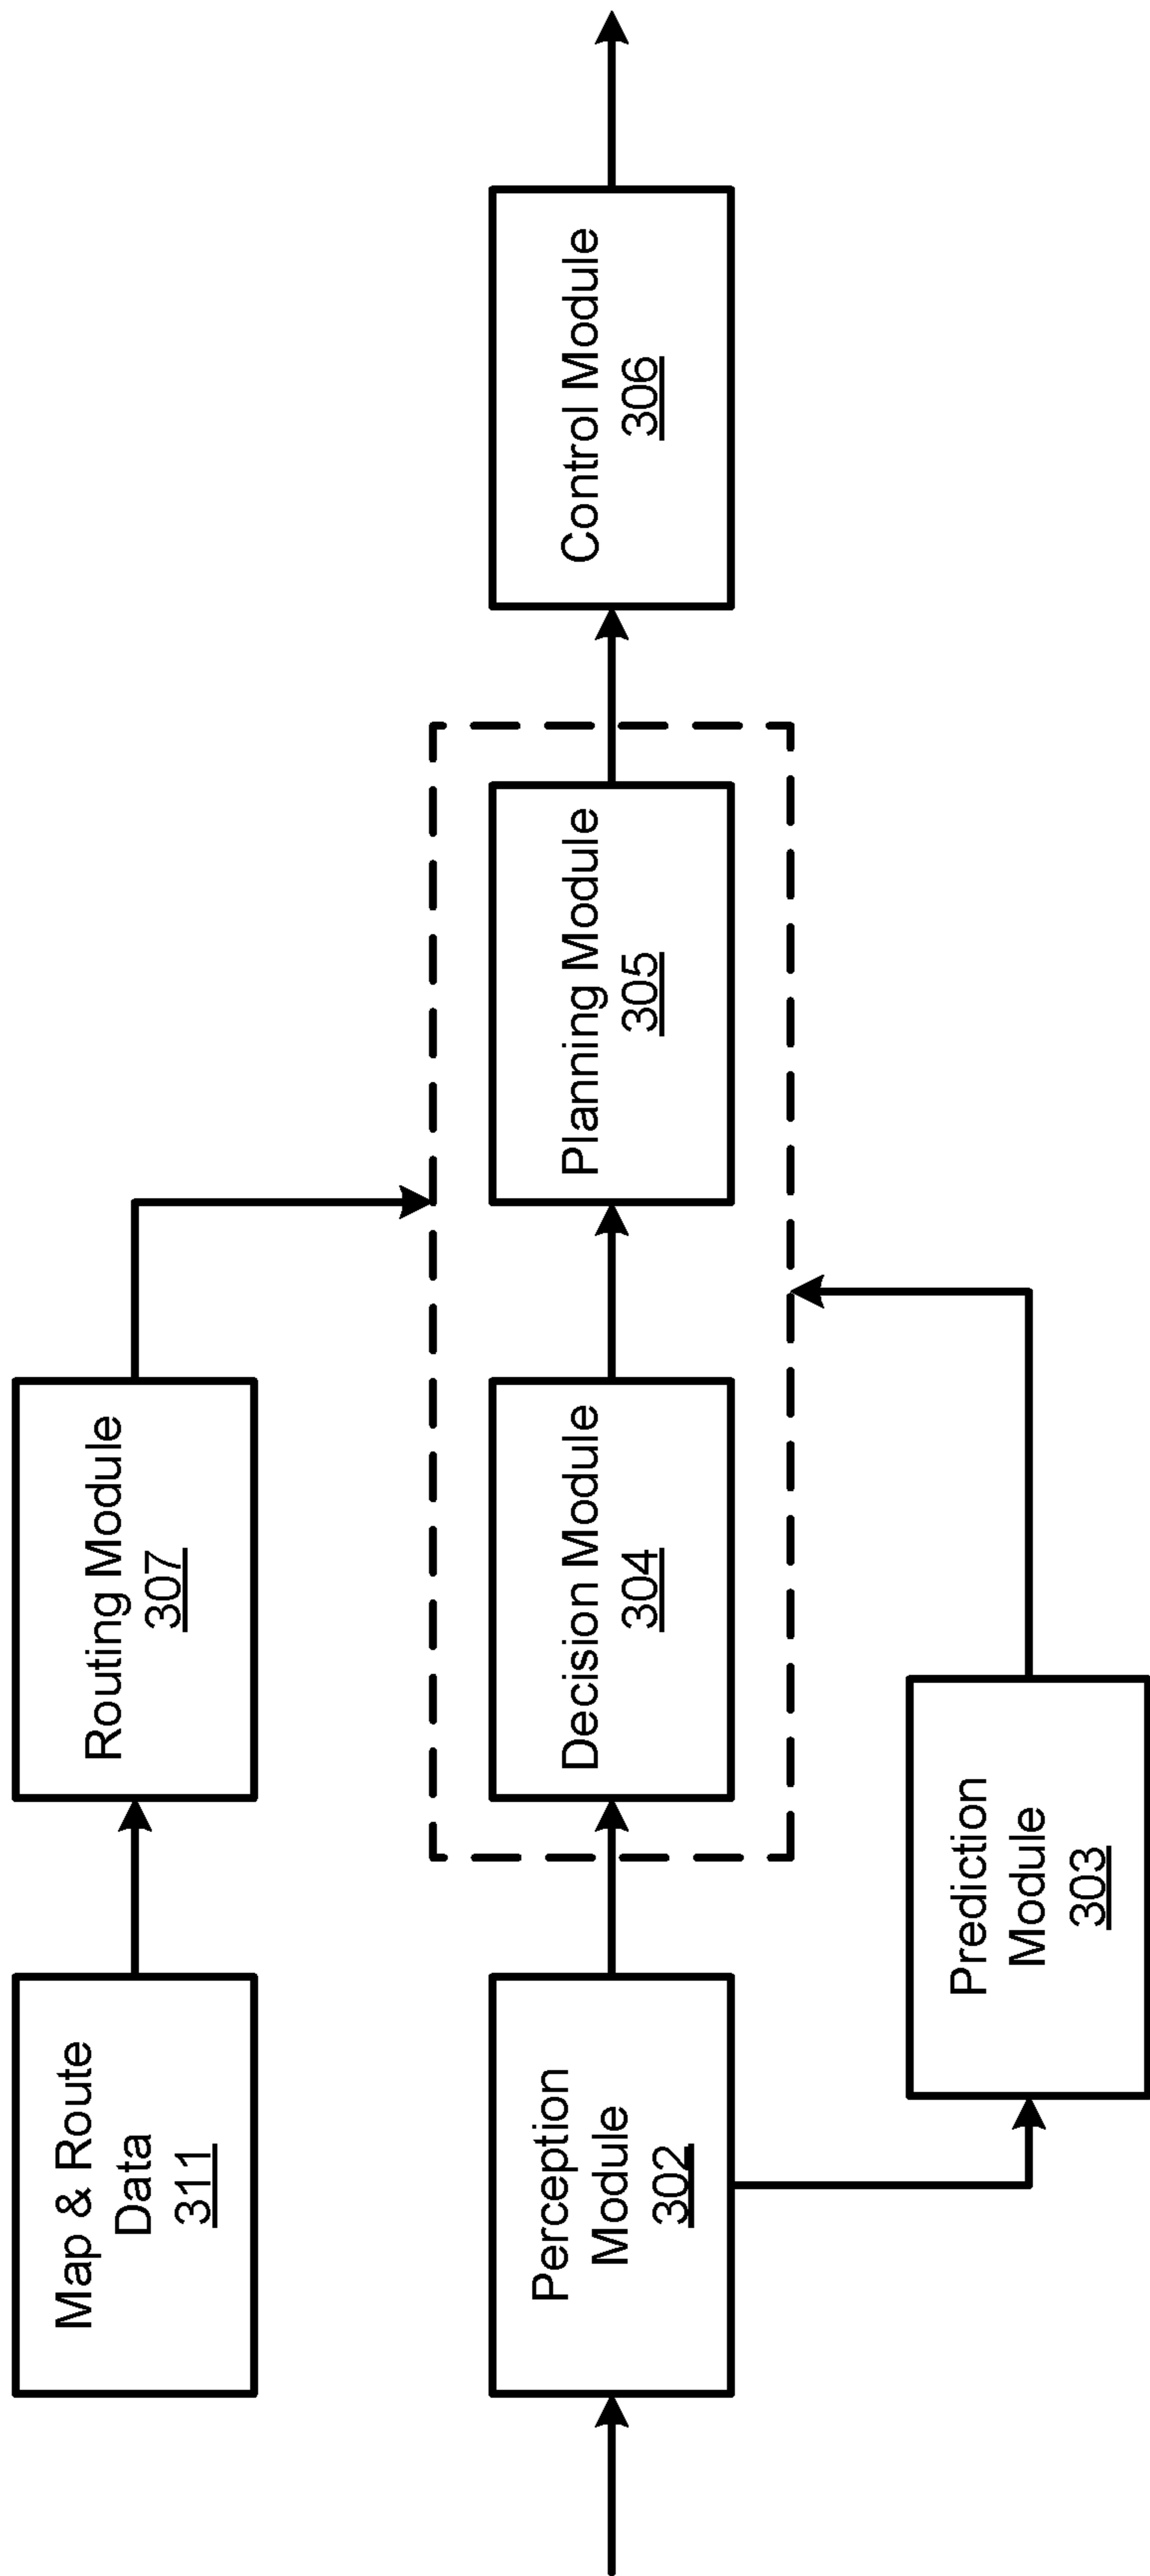 Map & Route
Data
311
Routing Module
307
Perception
Module
302
Decision Module
304
Planning Module
305
Control Module
306
Prediction
Module
303